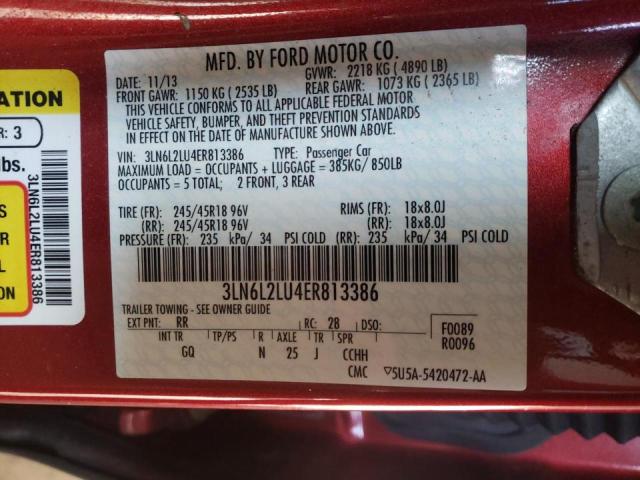 MFD. BY FORD MOTOR CO.
DATE: 11/13 GVWR: 2218 KG ( 4890 LB)
FRONT GAWR: 1150 KG ( 2535 LB) REAR GAWR: 1073 KG ( 2365 LB)
THIS VEHICLE CONFORMS TO ALL APPLICABLE FEDERAL MOTOR
VEHICLE SAFETY, BUMPER, AND THEFT PREVENTION STANDARDS
IN EFFECT ON THE DATE OF MANUFACTURE SHOWN ABOVE.
VIN: 3LN6L2LU4ER813386 TYPE: Passenger Car
MAXIMUM LOAD = OCCUPANTS + LUGGAGE = 385KG/ 850LB
OCCUPANTS = 5 TOTAL; 2 FRONT, 3 REAR
TIRE (FR): 245/45R18 96V RIMS (FR): 18x8.0J
(RR): 245/45R18 96V (RR): 18x8.0J
PRESSURE (FR): 235 kPa/ 34 PSI COLD (RR): 235 kPa/ 34 PSI COLD
3LN6L2LU4ER813386
TRAILER TOWING - SEE OWNER GUIDE
EXT PNT: RR RC: 28 DSO:
INT TR TP/PS R AXLE TR SPR
GQ N 25 J CCHH
F0089
R0096
CMC ▽5U5A-5420472-AA
ATION
R: 3
lbs.
S
R
L
ION
3LN6L2LU4ER813386